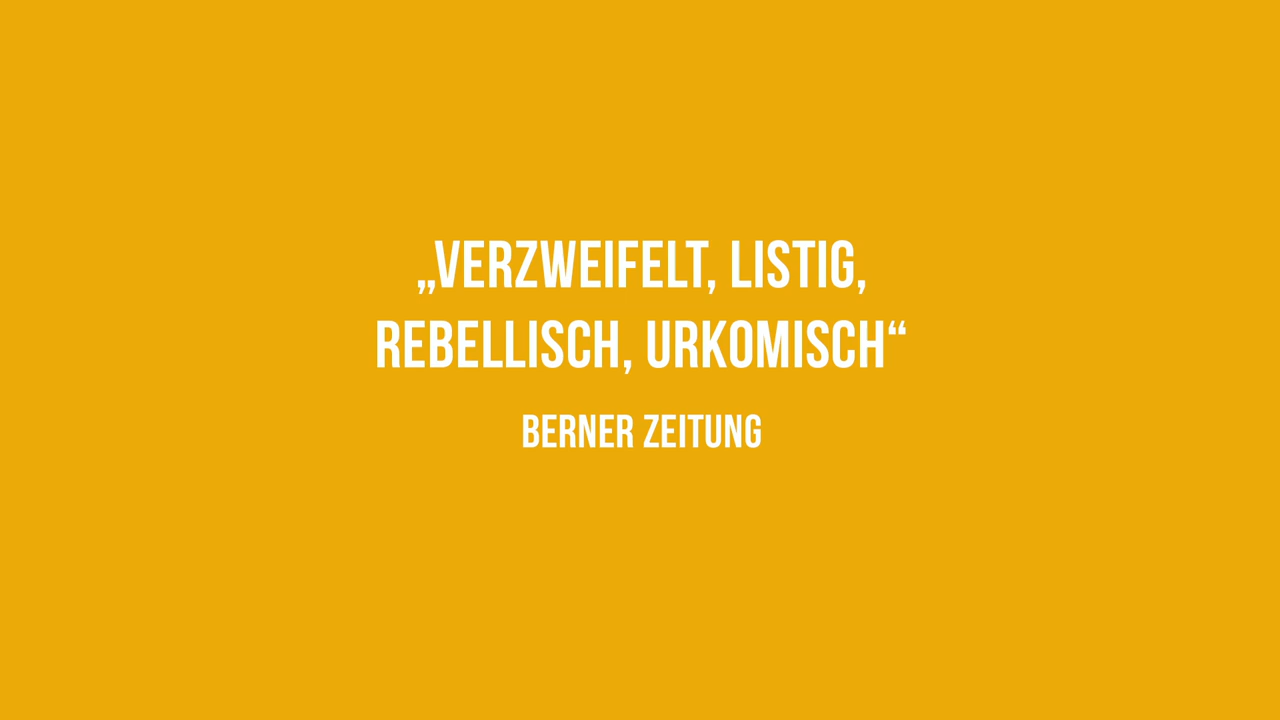 „VERZWEIFELT, LISTIG,
REBELLISCH, URKOMISCH“
BERNER ZEITUNG